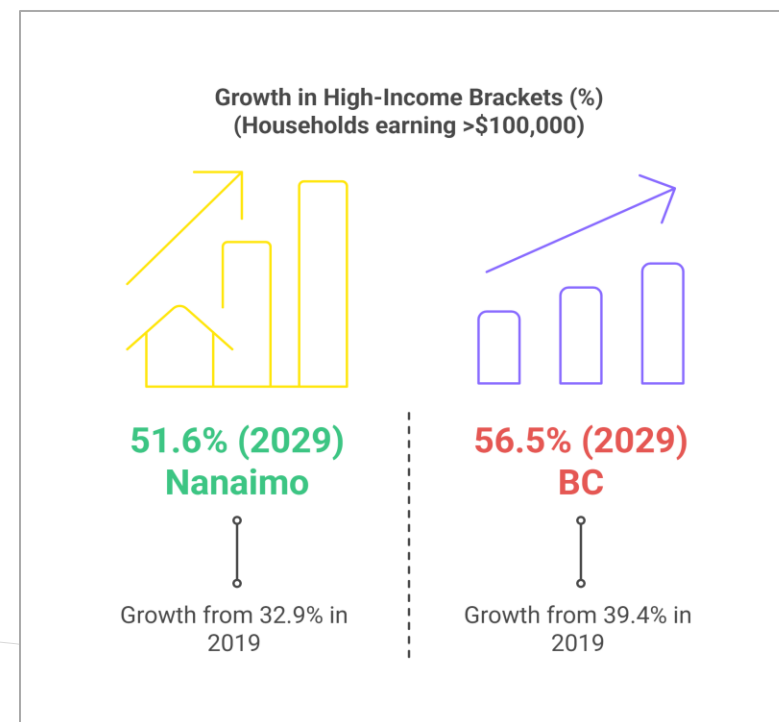 Growth in High-Income Brackets (%)
(Households earning >$100,000)
51.6% (2029)
Nanaimo
Growth from 32.9% in
2019
56.5% (2029)
BC
Growth from 39.4% in
2019